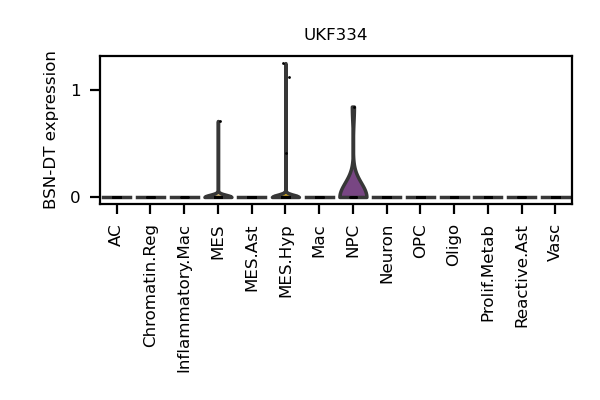 UKF334
BSN-DT expression
1
0
AC
Chromatin.Reg
Inflammatory.Mac
MES
MES.Ast
MES.Hyp
Mac
NPC
Neuron
OPC
Oligo
Prolif.Metab
Reactive.Ast
Vasc